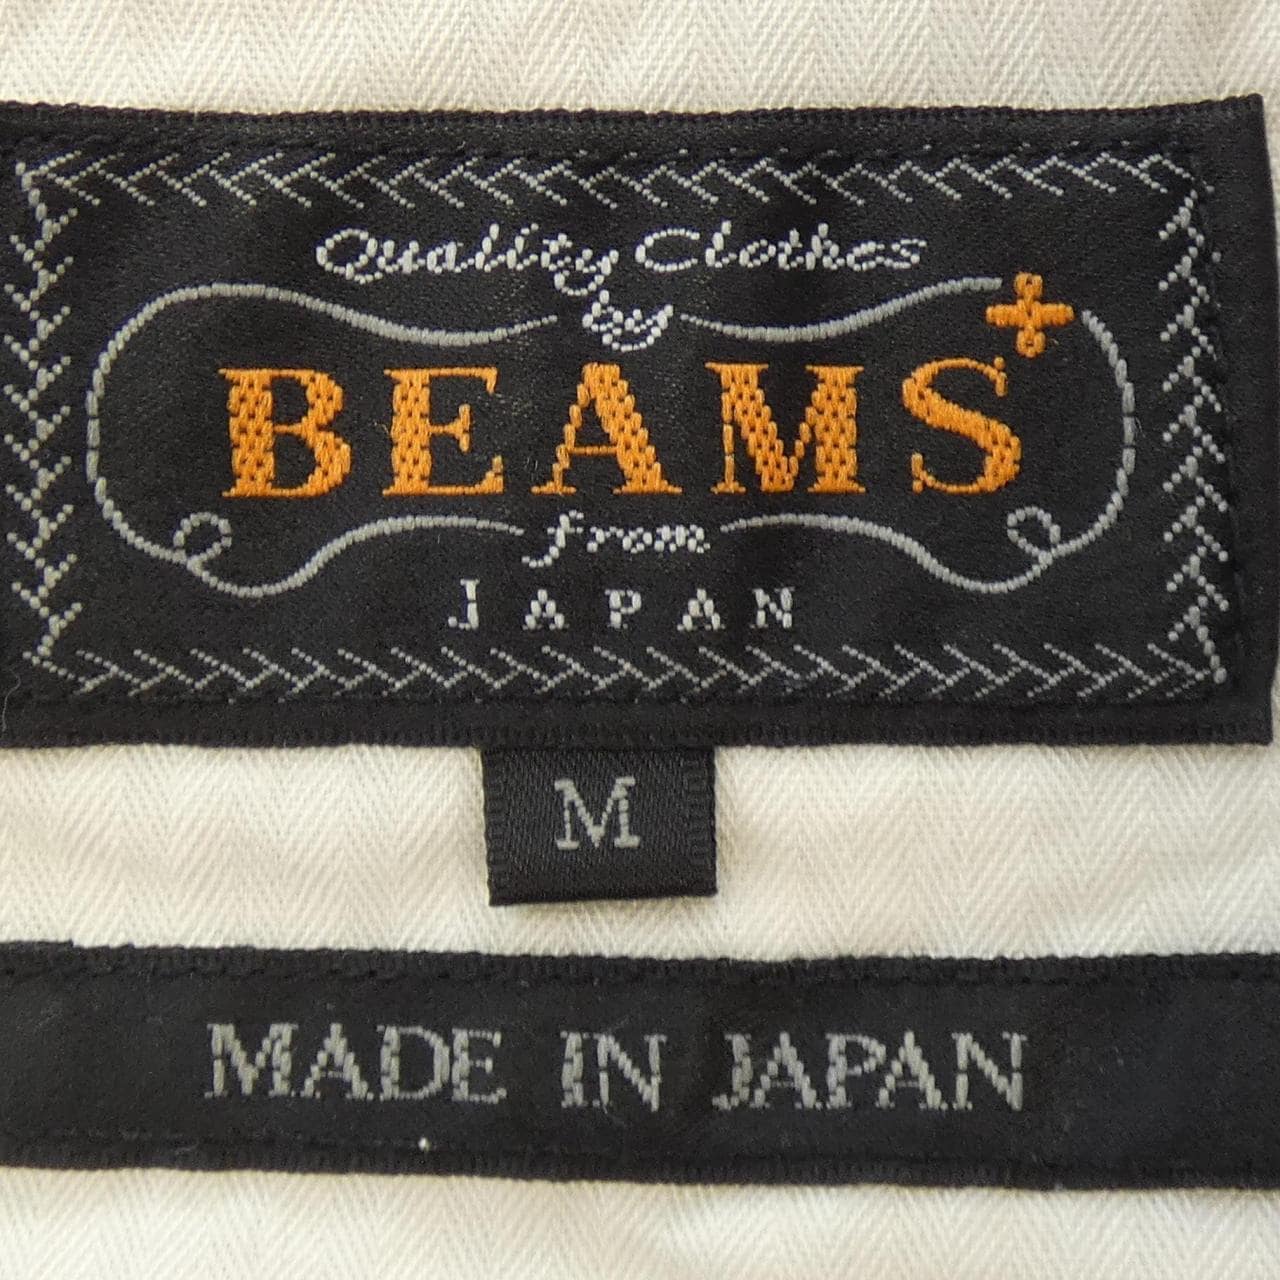 Quality Clothes
by
BEAMS+
from
JAPAN
M
MADE IN JAPAN